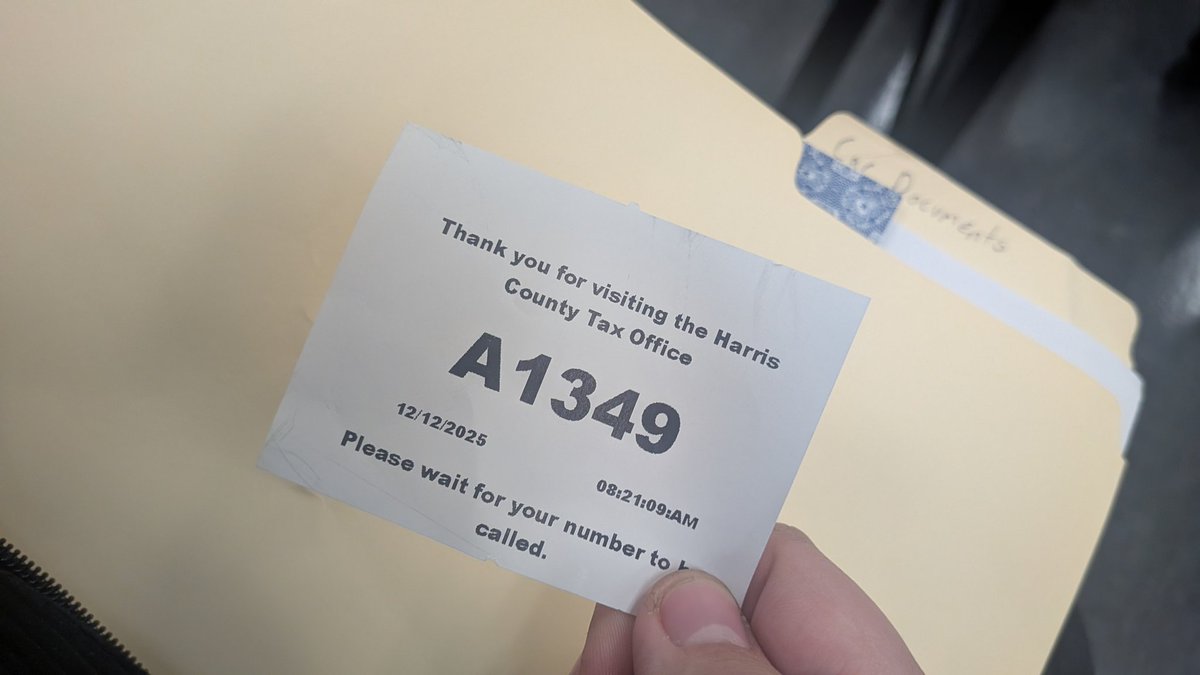 Thank you for visiting the Harris
County Tax Office
A1349
12/12/2025
08:21:09:AM
Please wait for your number to
called.
Documents